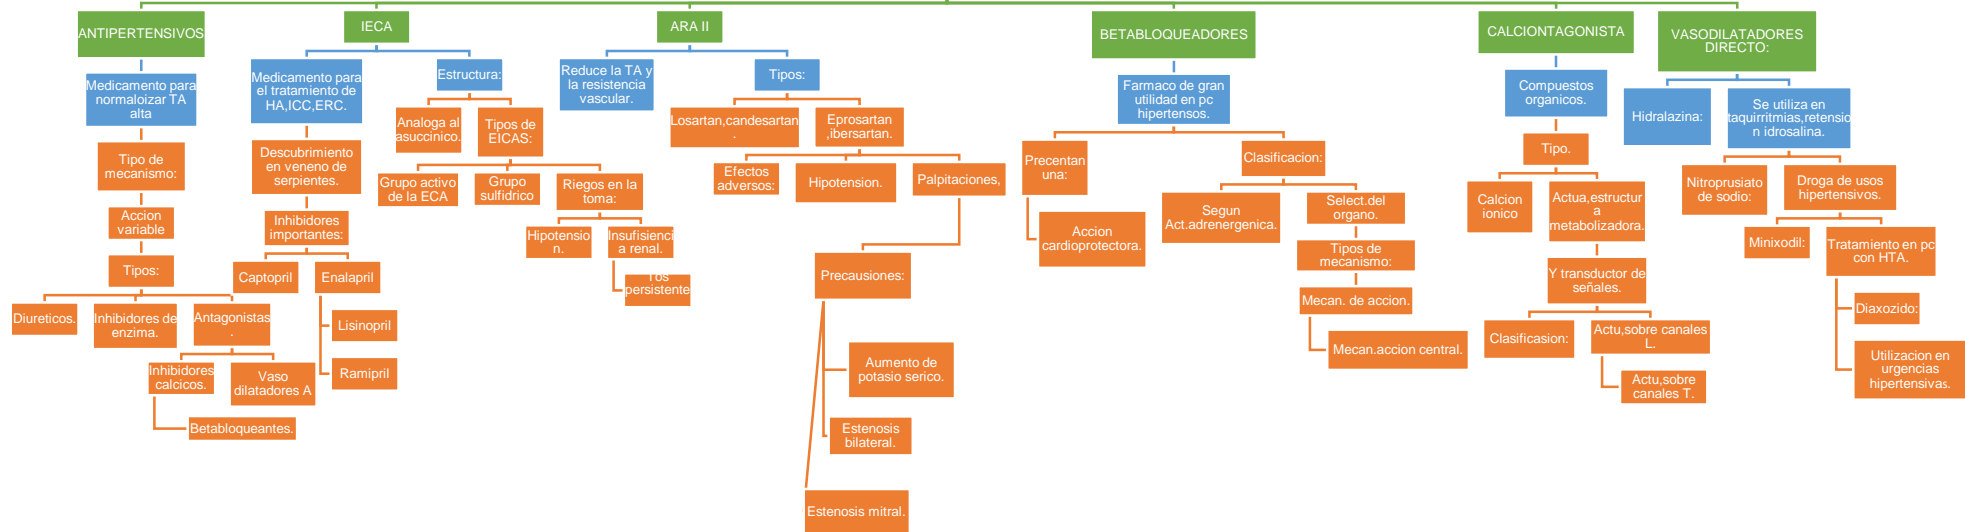 ANTIPERTENSIVOS
Medicamento para
normaloizar TA
alta
Tipo de
mecanismo:
Accion
variable
Tipos:
Diureticos.
Inhibidores de
enzima.
Antagonistas
.
Inhibidores
calcicos.
Vaso
dilatadores A
Betabloqueantes.
IECA
Medicamento para
el tratamiento de
HA,ICC,ERC.
Descubrimiento
en veneno de
serpientes.
Inhibidores
importantes:
Captopril
Enalapril
Lisinopril
Ramipril
Estructura:
Analoga al
asuccínico.
Tipos de
EICAS:
Grupo activo
de la ECA
Grupo
sulfidrico
Riegos en la
toma:
Hipotensio
n.
Insufisienci
a renal.
Tos
persistente
ARA II
Reduce la TA y
la resistencia
vascular.
Tipos:
Losartan,candesartan
.
Eprosartan
,ibersartan.
Efectos
adversos:
Hipotension.
Palpitaciones,
Precausiones:
Aumento de
potasio serico.
Estenosis
bilateral.
Estenosis mitral.
BETABLOQUEADORES
Farmaco de gran
utilidad en pc
hipertensos.
Precentan
una:
Accion
cardioprotectora.
Clasificacion:
Segun
Act.adrenergenica.
Select.del
organo.
Tipos de
mecanismo:
Mecan. de accion.
Mecan.accion central.
CALCIONTAGONISTA
Compuestos
organicos.
Tipo.
Calcion
ionico
Actua,estructur
a
metabolizadora.
Y transductor de
señales.
Clasificasion:
Actu,sobre canales
L.
Actu,sobre
canales T.
VASODILATADORES
DIRECTO:
Hidralazina:
Se utiliza en
taquirritmias,retensio
n idrosalina.
Nitroprusiato
de sodio:
Droga de usos
hipertensivos.
Minixodil:
Tratamiento en pc
con HTA.
Diaxozido:
Utilizacion en
urgencias
hipertensivas.